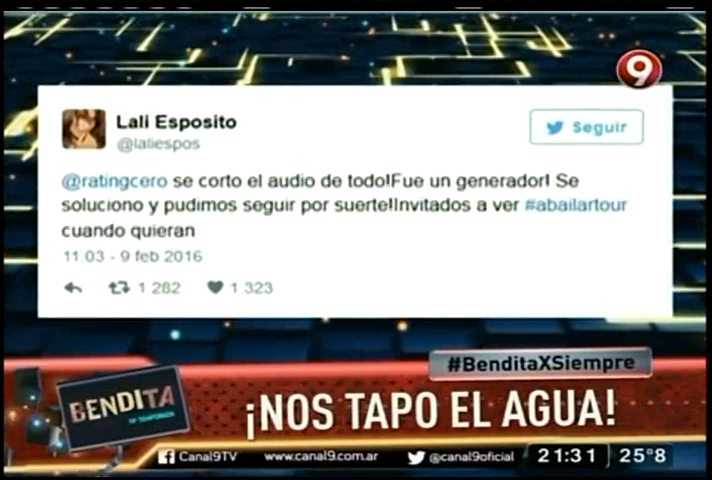 9
Lali Esposito
@laliespos
Seguir
@ratingcero se corto el audio de todo!Fue un generador! Se
soluciono y pudimos seguir por suerte!Invitados a ver #abailartour
cuando quieran
11:03 - 9 feb 2016
1 282
1 323
#BenditaXSiempre
BENDITA
¡NOS TAPO EL AGUA!
Canal9TV
www.canal9.com.ar
@canal9oficial
21:31
25°8